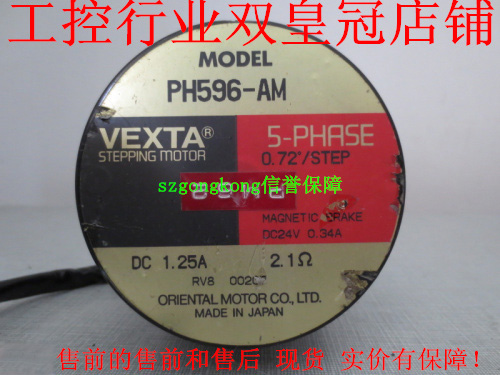 工控行业双皇冠店铺
MODEL
PH596-AM
VEXTA®
STEPPING MOTOR
5-PHASE
0.72°/STEP
szgongkong信誉保障
MAGNETIC BRAKE
DC24V 0.34A
DC 1.25A 2.1Ω
RV8
ORIENTAL MOTOR CO., LTD.
MADE IN JAPAN
售前的售前和售后 现货 实价有保障！